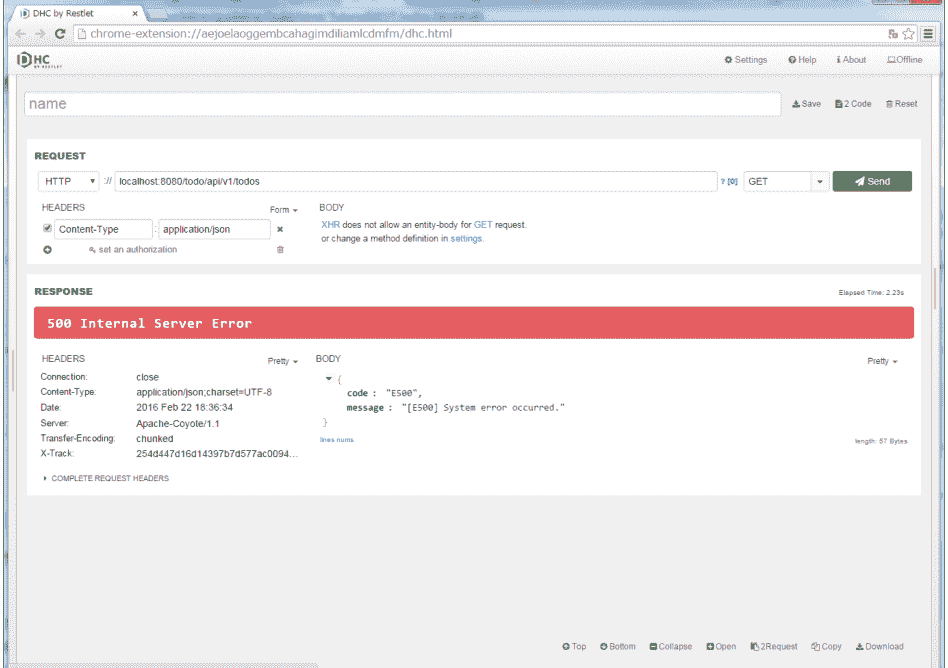 DHC by Restlet ×
chrome-extension://aejoelaoggembcahagimdiliamlcdmfm/dhc.html
DHC
BY RESTLET
Settings Help About Offline
name
Save 2 Code Reset
REQUEST
HTTP :// localhost:8080/todo/api/v1/todos ? [0] GET Send
HEADERS Form BODY
Content-Type : application/json
XHR does not allow an entity-body for GET request.
or change a method definition in settings.
set an authorization
RESPONSE Elapsed Time: 2.23s
500 Internal Server Error
HEADERS Pretty BODY Pretty
Connection: close
Content-Type: application/json;charset=UTF-8
Date: 2016 Feb 22 18:36:34
Server: Apache-Coyote/1.1
Transfer-Encoding: chunked
X-Track: 254d447d16d14397b7d577ac0094...
{
code : "E500",
message : "[E500] System error occurred."
}
lines nums length: 57 Bytes
COMPLETE REQUEST HEADERS
Top Bottom Collapse Open 2Request Copy Download